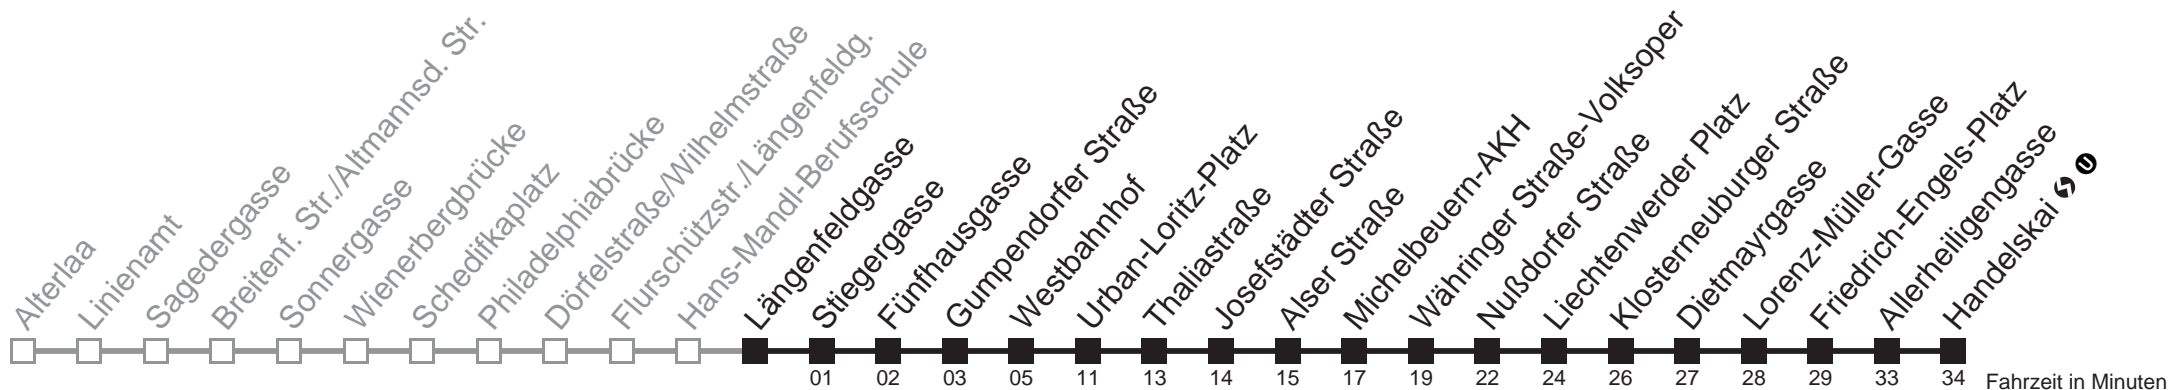 Alterlaa
Linienamt
Sagedergasse
Breitenf. Str./Altmannsd. Str.
Sonnergasse
Wienerbergbrücke
Schedifkaplatz
Philadelphiabrücke
Dörfelstraße/Wilhelmstraße
Flurschützstr./Längenfeldg.
Hans-Mandl-Berufsschule
Längenfeldgasse
Stiegergasse
Fünfhausgasse
Gumpendorfer Straße
Westbahnhof
Urban-Loritz-Platz
Thaliastraße
Josefstädter Straße
Alser Straße
Michelbeuern-AKH
Währinger Straße-Volksoper
Nußdorfer Straße
Liechtenwerder Platz
Klosterneuburger Straße
Dietmayrgasse
Lorenz-Müller-Gasse
Friedrich-Engels-Platz
Allerheiligengasse
Handelskai S U
01 02 03 05 11 13 14 15 17 19 22 24 26 27 28 29 33 34 Fahrzeit in Minuten